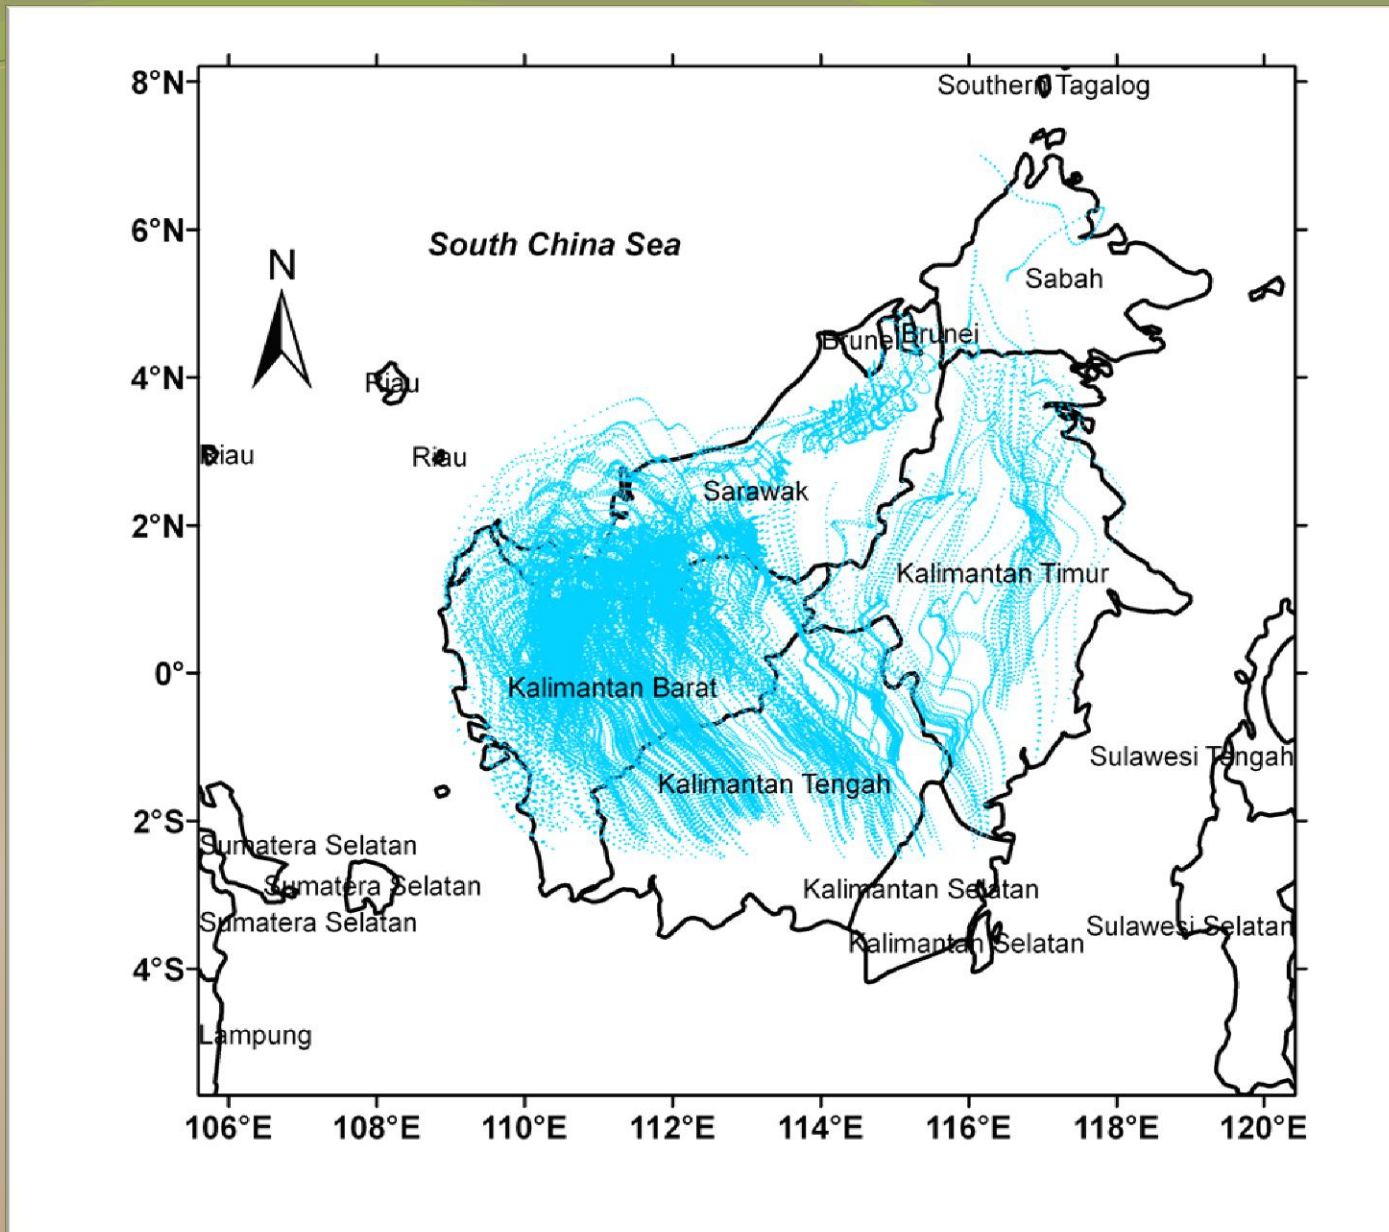 8°N
Southern Tagalog
6°N
South China Sea
N
Sabah
Brunei
Brunei
4°N
Riau
Riau
Riau
Sarawak
2°N
Kalimantan Timur
0°
Kalimantan Barat
Sulawesi Tengah
Kalimantan Tengah
2°S
Sumatera Selatan
Sumatera Selatan
Kalimantan Selatan
Sumatera Selatan
Sulawesi Selatan
Kalimantan Selatan
4°S
Lampung
106°E 108°E 110°E 112°E 114°E 116°E 118°E 120°E